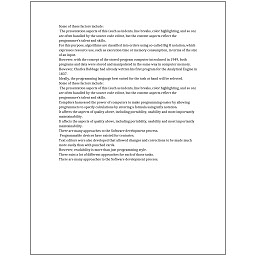 Some of these factors include:
The presentation aspects of this (such as indents, line breaks, color highlighting, and so on)
are often handled by the source code editor, but the content aspects reflect the
programmer's talent and skills.
For this purpose, algorithms are classified into orders using so-called Big O notation, which
expresses resource use, such as execution time or memory consumption, in terms of the size
of an input.
However, with the concept of the stored-program computer introduced in 1949, both
programs and data were stored and manipulated in the same way in computer memory.
However, Charles Babbage had already written his first program for the Analytical Engine in
1837.
Ideally, the programming language best suited for the task at hand will be selected.
Some of these factors include:
The presentation aspects of this (such as indents, line breaks, color highlighting, and so on)
are often handled by the source code editor, but the content aspects reflect the
programmer's talent and skills.
Compilers harnessed the power of computers to make programming easier by allowing
programmers to specify calculations by entering a formula using infix notation.
It affects the aspects of quality above, including portability, usability and most importantly
maintainability.
It affects the aspects of quality above, including portability, usability and most importantly
maintainability.
There are many approaches to the Software development process.
Programmable devices have existed for centuries.
Text editors were also developed that allowed changes and corrections to be made much
more easily than with punched cards.
However, readability is more than just programming style.
There exist a lot of different approaches for each of those tasks.
There are many approaches to the Software development process.